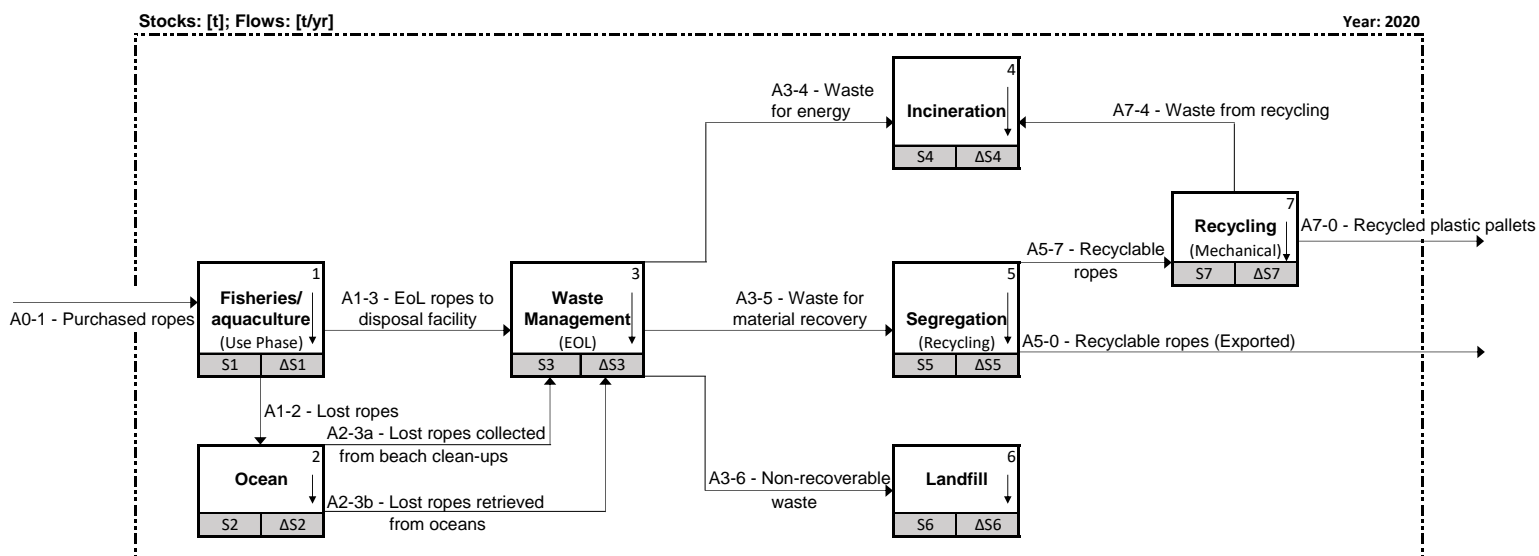 Stocks: [t]; Flows: [t/yr]
Year: 2020
4
Incineration
S4 ΔS4
A3-4 - Waste
for energy
A7-4 - Waste from recycling
7
Recycling
(Mechanical)
S7 ΔS7
A7-0 - Recycled plastic pallets
A0-1 - Purchased ropes
1
Fisheries/
aquaculture
(Use Phase)
S1 ΔS1
A1-3 - EoL ropes to
disposal facility
3
Waste
Management
(EOL)
S3 ΔS3
A3-5 - Waste for
material recovery
5
Segregation
(Recycling)
S5 ΔS5
A5-7 - Recyclable
ropes
A5-0 - Recyclable ropes (Exported)
A1-2 - Lost ropes
A2-3a - Lost ropes collected
from beach clean-ups
2
Ocean
S2 ΔS2
A2-3b - Lost ropes retrieved
from oceans
A3-6 - Non-recoverable
waste
6
Landfill
S6 ΔS6